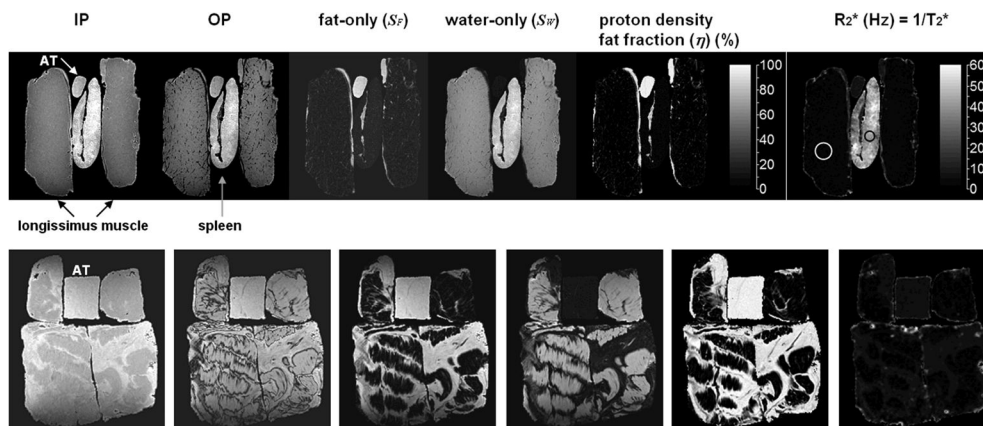 IP
OP
fat-only (SF)
water-only (SW)
proton density
fat fraction (η) (%)
R2* (Hz) = 1/T2*
AT
100
80
60
40
20
0
60
50
40
30
20
10
0
longissimus muscle
spleen
AT